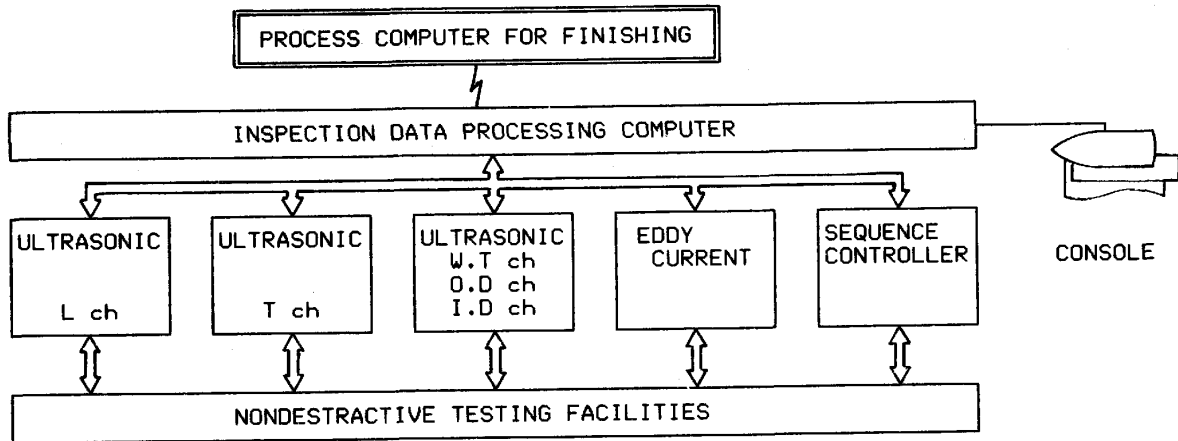 PROCESS COMPUTER FOR FINISHING
INSPECTION DATA PROCESSING COMPUTER
ULTRASONIC
L ch
ULTRASONIC
T ch
ULTRASONIC
W.T ch
O.D ch
I.D ch
EDDY
CURRENT
SEQUENCE
CONTROLLER
CONSOLE
NONDESTRACTIVE TESTING FACILITIES